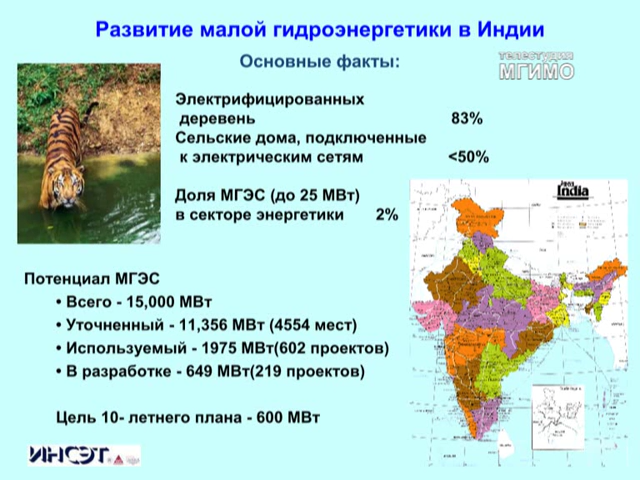 Развитие малой гидроэнергетики в Индии
Основные факты:
телестудия
МГИМО
Электрифицированных
деревень 83%
Сельские дома, подключенные
к электрическим сетям <50%
Доля МГЭС (до 25 МВт)
в секторе энергетики 2%
India
Потенциал МГЭС
• Всего - 15,000 МВт
• Уточненный - 11,356 МВт (4554 мест)
• Используемый - 1975 МВт(602 проектов)
• В разработке - 649 МВт(219 проектов)
Цель 10- летнего плана - 600 МВт
ИНСЭТ